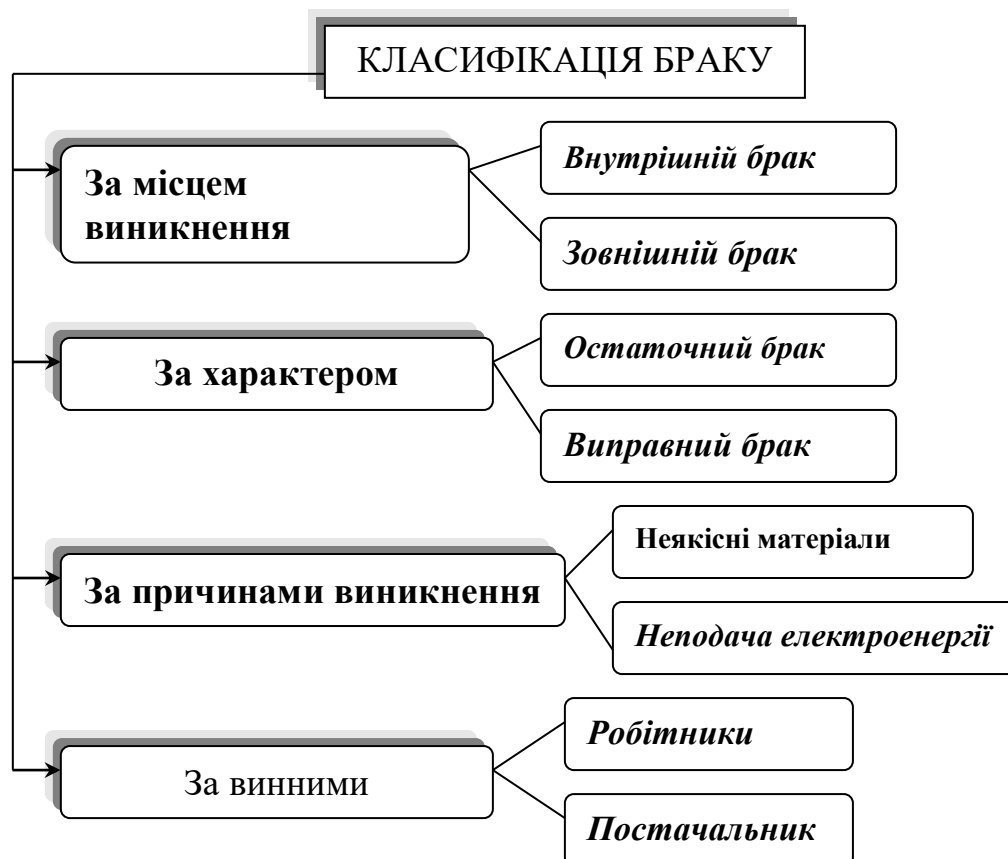 КЛАСИФІКАЦІЯ БРАКУ
За місцем
виникнення
Внутрішній брак
Зовнішній брак
За характером
Остаточний брак
Виправний брак
За причинами виникнення
Неякісні матеріали
Неподача електроенергії
За винними
Робітники
Постачальник